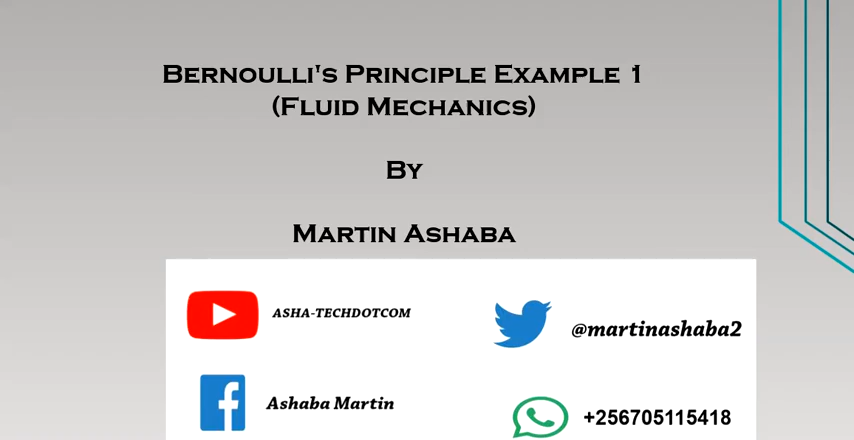 Bernoulli's Principle Example 1
(Fluid Mechanics)
By
Martin Ashaba
ASHA-TECHDOTCOM
@martinashaba2
Ashaba Martin
+256705115418